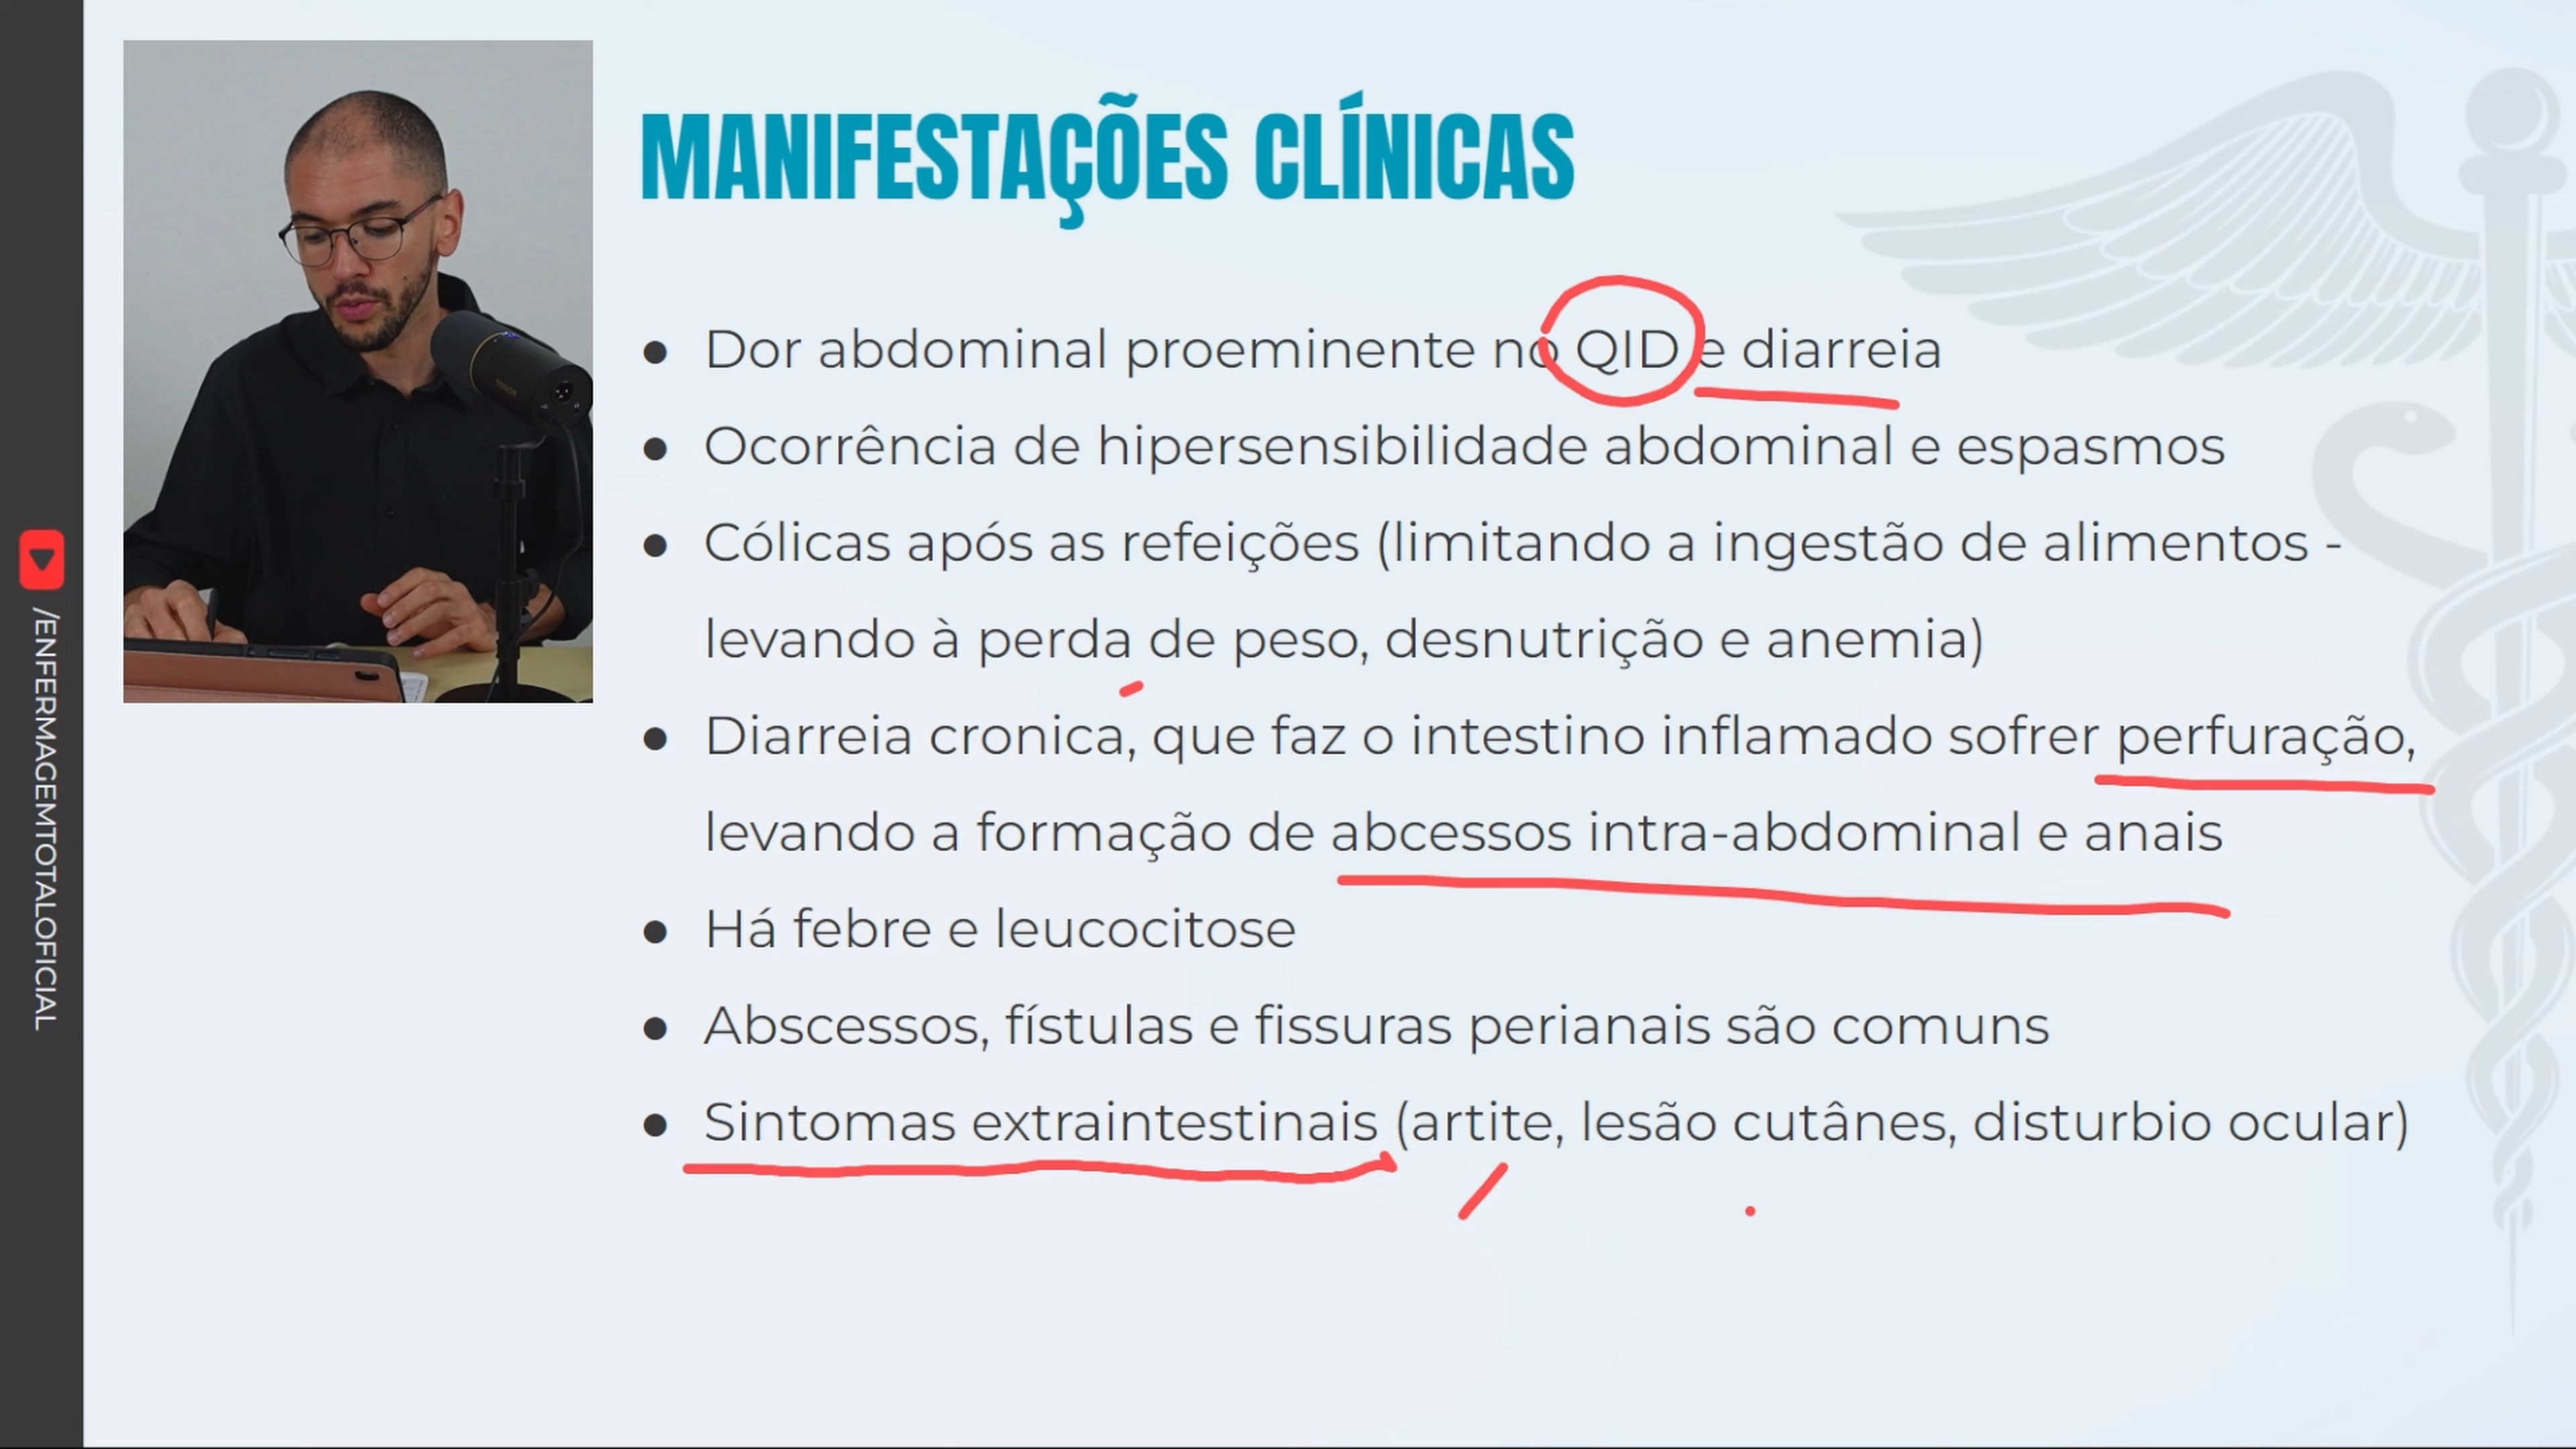 /ENFERMAGEMTOTALOFICIAL
MANIFESTAÇÕES CLÍNICAS
● Dor abdominal proeminente no QID e diarreia
● Ocorrência de hipersensibilidade abdominal e espasmos
● Cólicas após as refeições (limitando a ingestão de alimentos -
levando à perda de peso, desnutrição e anemia)
● Diarreia cronica, que faz o intestino inflamado sofrer perfuração,
levando a formação de abcessos intra-abdominal e anais
● Há febre e leucocitose
● Abscessos, fístulas e fissuras perianais são comuns
● Sintomas extraintestinais (artite, lesão cutânes, disturbio ocular)